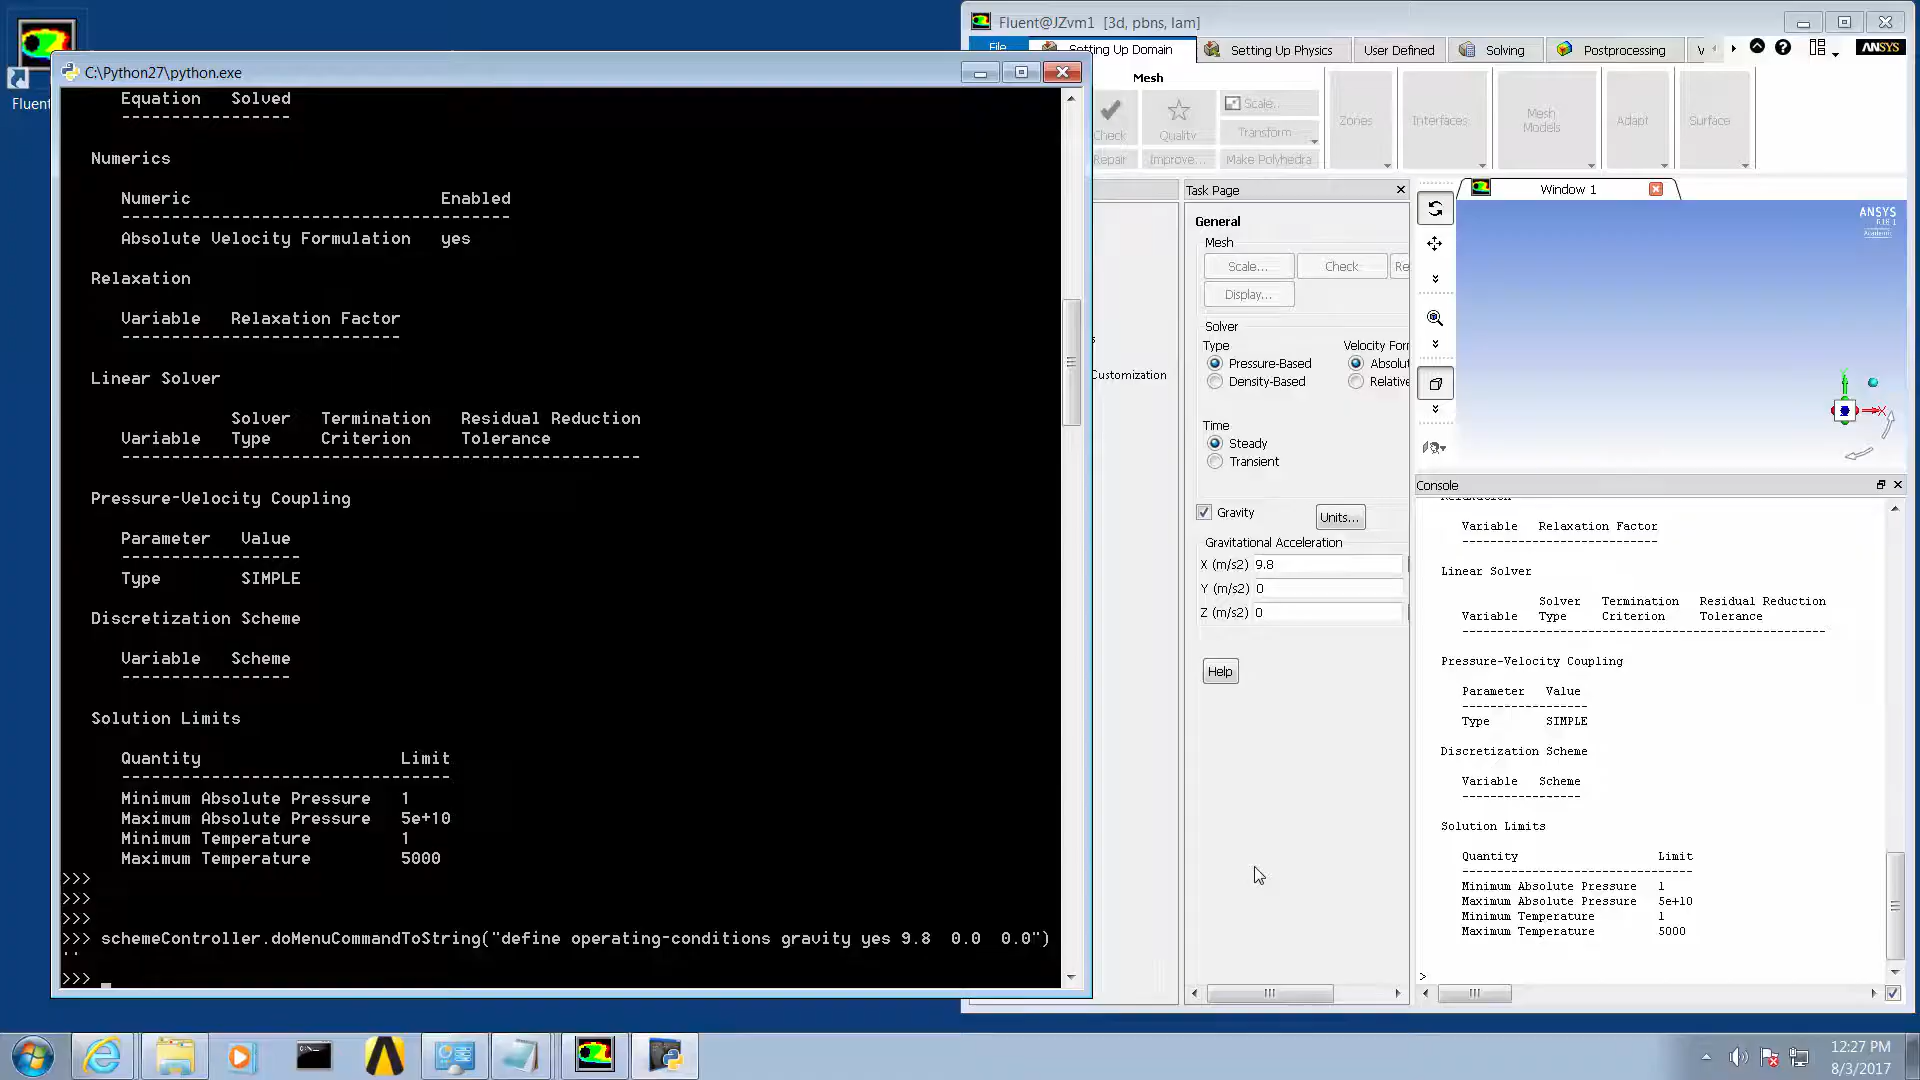 Fluent
C:\Python27\python.exe
Equation Solved
-----------------
Numerics
Numeric Enabled
---------------------------------------
Absolute Velocity Formulation yes
Relaxation
Variable Relaxation Factor
----------------------------
Linear Solver
Solver Termination Residual Reduction
Variable Type Criterion Tolerance
----------------------------------------------------
Pressure-Velocity Coupling
Parameter Value
------------------
Type SIMPLE
Discretization Scheme
Variable Scheme
-----------------
Solution Limits
Quantity Limit
---------------------------------
Minimum Absolute Pressure 1
Maximum Absolute Pressure 5e+10
Minimum Temperature 1
Maximum Temperature 5000
>>>
>>>
>>>
>>> schemeController.doMenuCommandToString("define operating-conditions gravity yes 9.8  0.0  0.0")
''
>>>
Fluent@JZvm1 [3d, pbns, lam]
File Setting Up Domain Setting Up Physics User Defined Solving Postprocessing V ANSYS
Mesh
Check Quality Scale... Transform
Repair Improve... Make Polyhedra
Zones Interfaces Mesh Models Adapt Surface
s
Customization
Task Page
General
Mesh
Scale... Check Re
Display...
Solver
Type Velocity For
Pressure-Based Absolut
Density-Based Relative
Time
Steady
Transient
Gravity Units...
Gravitational Acceleration
X (m/s2) 9.8
Y (m/s2) 0
Z (m/s2) 0
Help
Window 1
ANSYS
R18.1
Academic
Y
X
Console
Relaxation
Variable Relaxation Factor
----------------------------
Linear Solver
Solver Termination Residual Reduction
Variable Type Criterion Tolerance
----------------------------------------------------
Pressure-Velocity Coupling
Parameter Value
------------------
Type SIMPLE
Discretization Scheme
Variable Scheme
-----------------
Solution Limits
Quantity Limit
---------------------------------
Minimum Absolute Pressure 1
Maximum Absolute Pressure 5e+10
Minimum Temperature 1
Maximum Temperature 5000
>
12:27 PM
8/3/2017